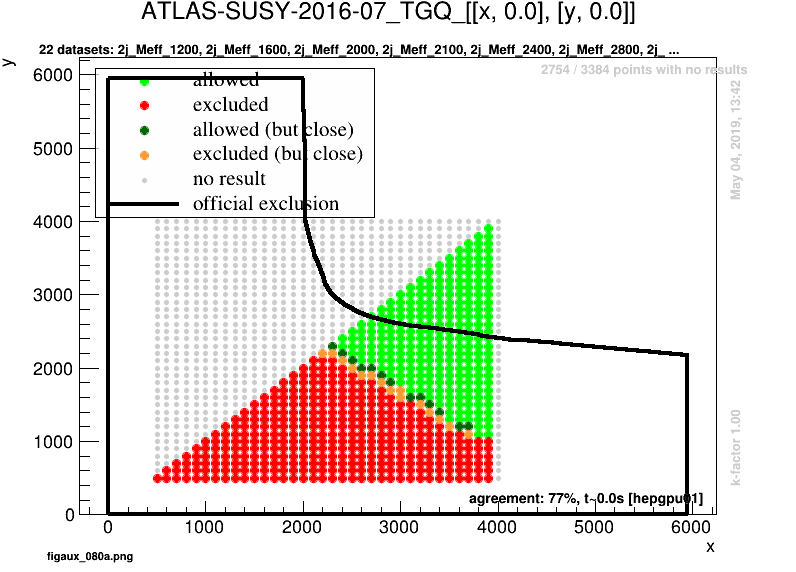 ATLAS-SUSY-2016-07_TGQ_[[x, 0.0], [y, 0.0]]
22 datasets: 2j_Meff_1200, 2j_Meff_1600, 2j_Meff_2000, 2j_Meff_2100, 2j_Meff_2400, 2j_Meff_2800, 2j_ ...
y
2754 / 3384 points with no results
allowed
excluded
allowed (but close)
excluded (but close)
no result
official exclusion
May 04, 2019, 13:42
k-factor 1.00
6000
5000
4000
3000
2000
1000
0
agreement: 77%, t~0.0s [hepgpu01]
0 1000 2000 3000 4000 5000 6000
x
figaux_080a.png